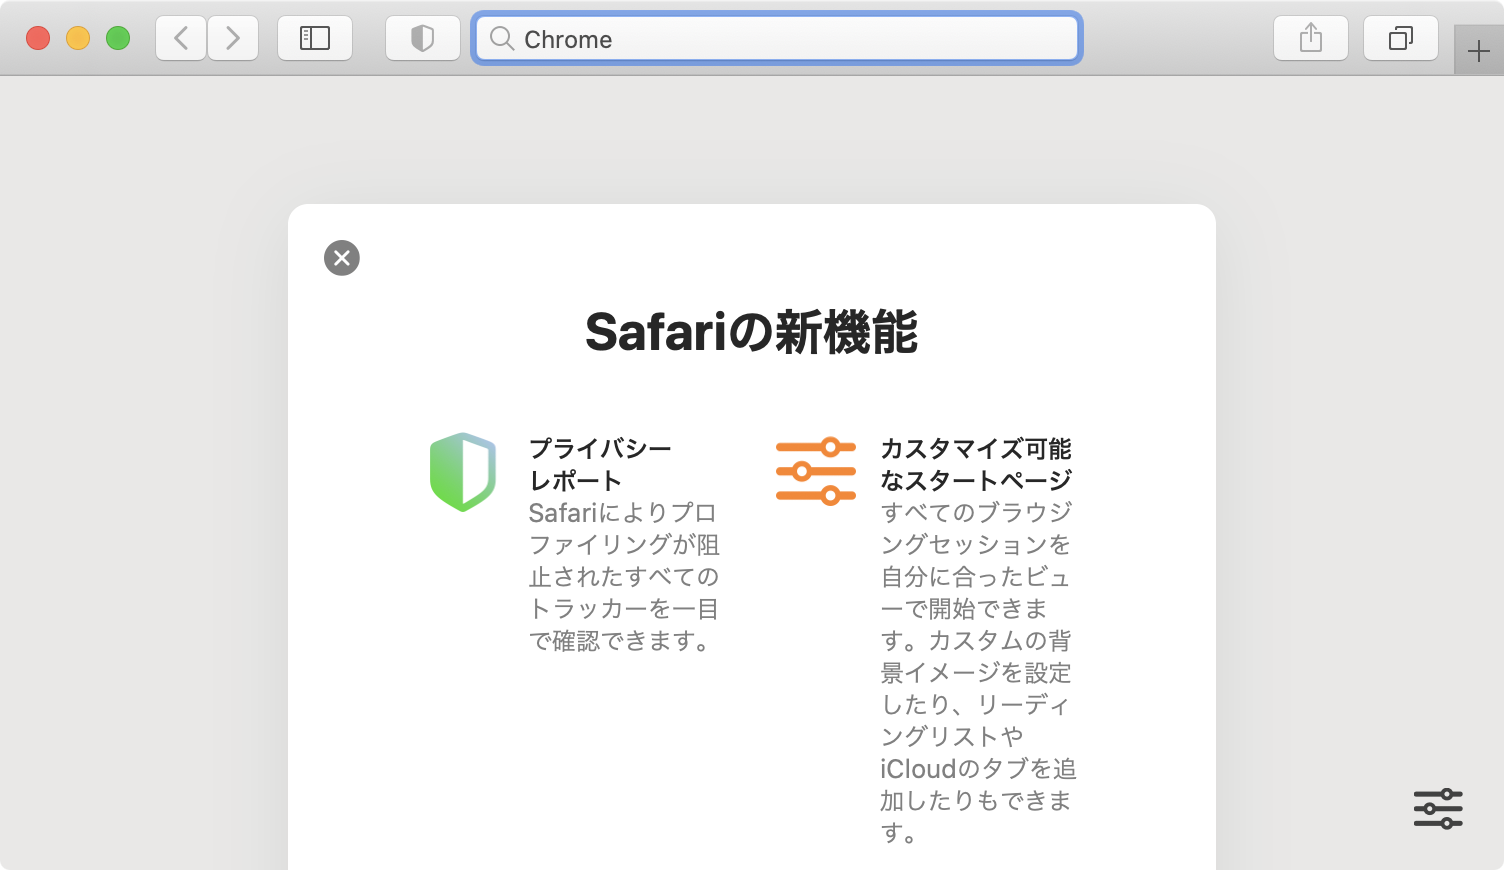 Chrome
Safariの新機能
プライバシー
レポート
Safariによりプロ
ファイリングが阻
止されたすべての
トラッカーを一目
で確認できます。
カスタマイズ可能
なスタートページ
すべてのブラウジ
ングセッションを
自分に合ったビュ
ーで開始できま
す。カスタムの背
景イメージを設定
したり、リーディ
ングリストや
iCloudのタブを追
加したりもできま
す。